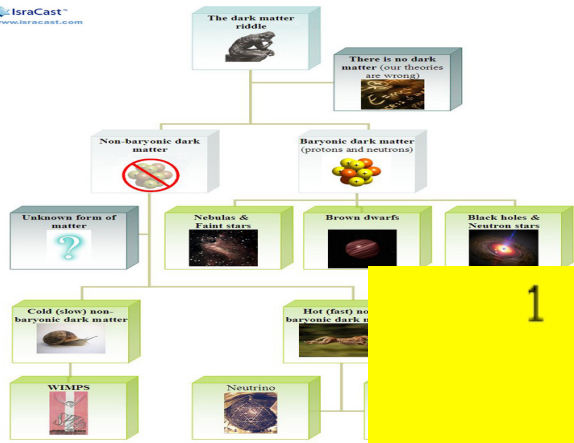 IsraCast™
www.isracast.com
The dark matter
riddle
There is no dark
matter (our theories
are wrong)
Non-baryonic dark
matter
Baryonic dark matter
(protons and neutrons)
Unknown form of
matter
?
Nebulas &
Faint stars
Brown dwarfs
Black holes &
Neutron stars
Cold (slow) non-
baryonic dark matter
Hot (fast)
baryonic dark
1
WIMPS
Neutrino